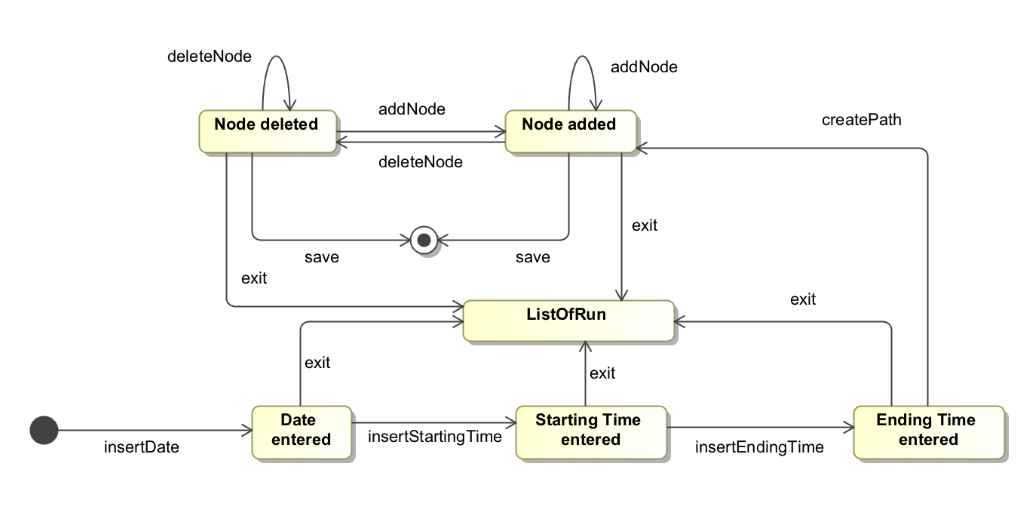 deleteNode
addNode
Node deleted
addNode
Node added
createPath
deleteNode
exit
save
save
exit
exit
ListOfRun
exit
exit
Date
entered
Starting Time
entered
Ending Time
entered
insertDate
insertStartingTime
insertEndingTime